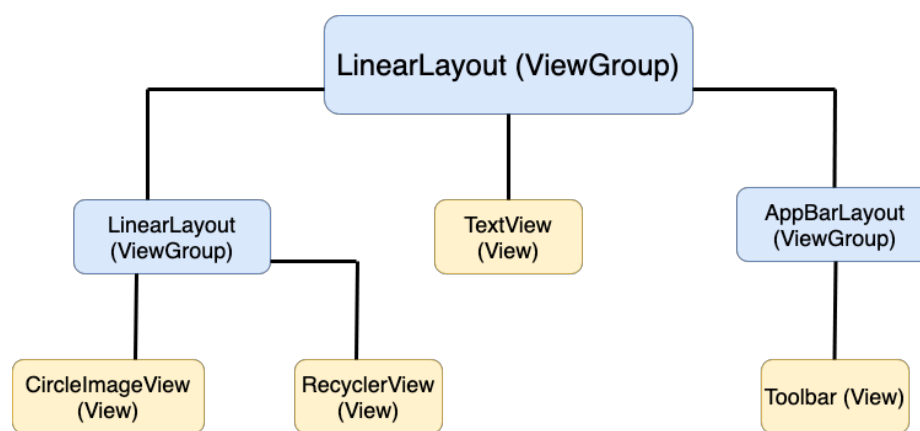 LinearLayout (ViewGroup)
LinearLayout
(ViewGroup)
TextView
(View)
AppBarLayout
(ViewGroup)
CircleImageView
(View)
RecyclerView
(View)
Toolbar (View)